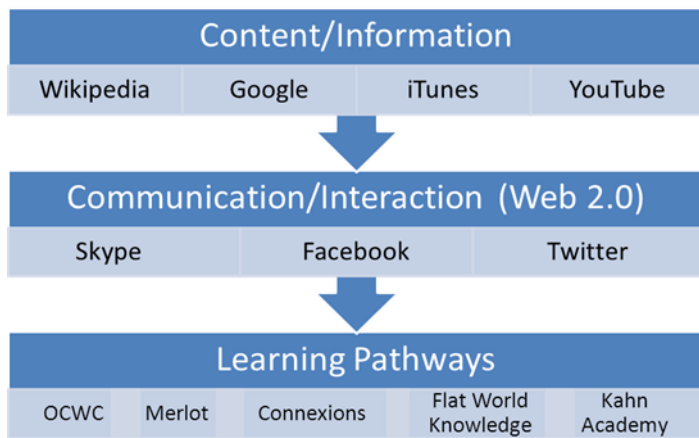 Content/Information
Wikipedia Google iTunes YouTube
Communication/Interaction (Web 2.0)
Skype Facebook Twitter
Learning Pathways
OCWC Merlot Connexions Flat World Knowledge Kahn Academy